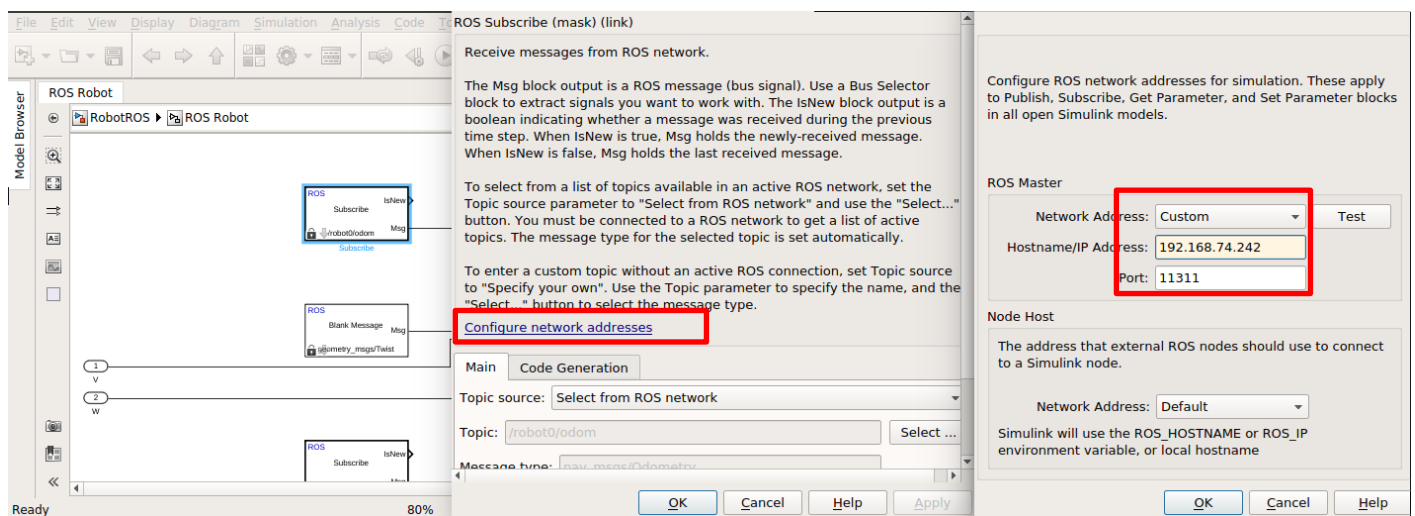 File Edit View Display Diagram Simulation Analysis Code
Model Browser
ROS Robot
RobotROS ▸ ROS Robot
ROS
IsNew
Subscribe
/robot0/odom
Msg
Subscribe
ROS
Blank Message
Msg
geometry_msgs/Twist
1
V
2
W
ROS
IsNew
Subscribe
Ready
80%
ROS Subscribe (mask) (link)
Receive messages from ROS network.
The Msg block output is a ROS message (bus signal). Use a Bus Selector
block to extract signals you want to work with. The IsNew block output is a
boolean indicating whether a message was received during the previous
time step. When IsNew is true, Msg holds the newly-received message.
When IsNew is false, Msg holds the last received message.
To select from a list of topics available in an active ROS network, set the
Topic source parameter to "Select from ROS network" and use the "Select..."
button. You must be connected to a ROS network to get a list of active
topics. The message type for the selected topic is set automatically.
To enter a custom topic without an active ROS connection, set Topic source
to "Specify your own". Use the Topic parameter to specify the name, and the
"Select..." button to select the message type.
Configure network addresses
Main Code Generation
Topic source: Select from ROS network
Topic: /robot0/odom Select ...
Message type: nav_msgs/Odometry
OK Cancel Help Apply
Configure ROS network addresses for simulation. These apply
to Publish, Subscribe, Get Parameter, and Set Parameter blocks
in all open Simulink models.
ROS Master
Network Address: Custom Test
Hostname/IP Address: 192.168.74.242
Port: 11311
Node Host
The address that external ROS nodes should use to connect
to a Simulink node.
Network Address: Default
Simulink will use the ROS_HOSTNAME or ROS_IP
environment variable, or local hostname
OK Cancel Help